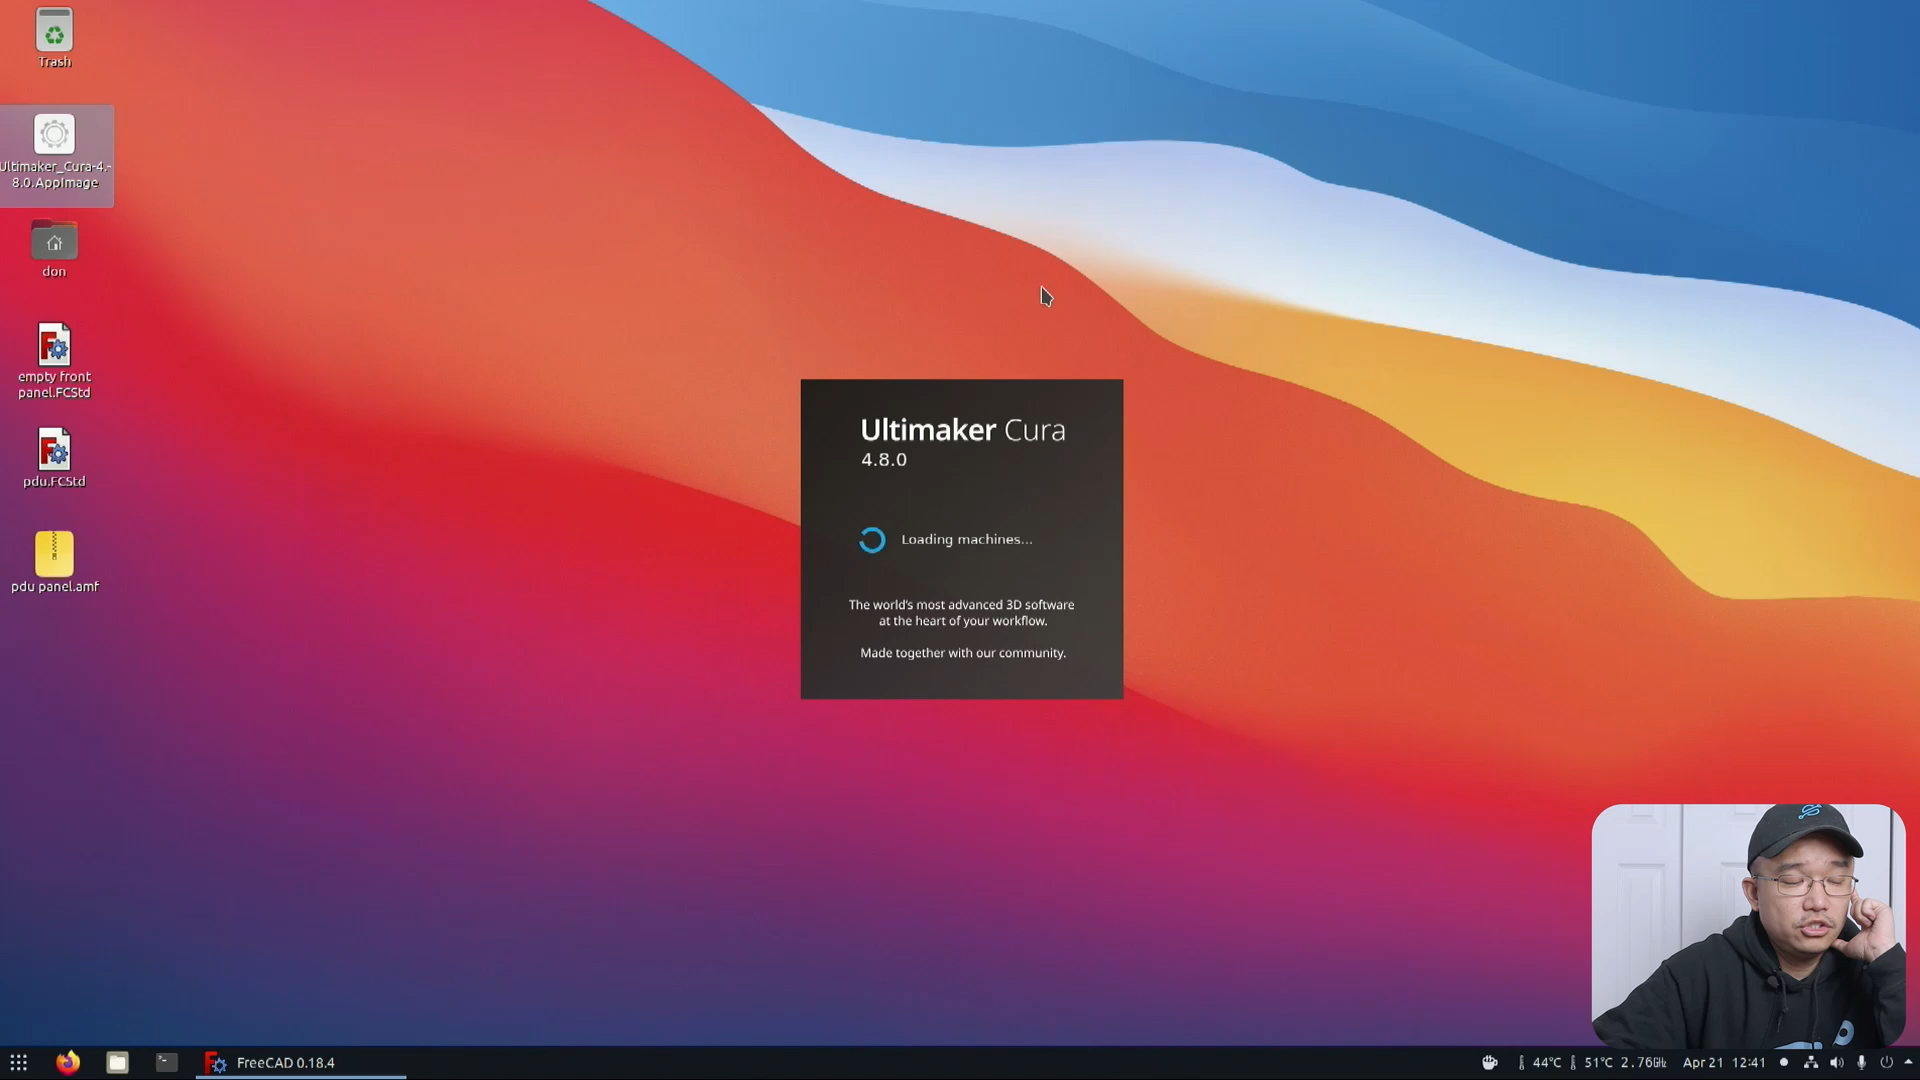 Trash
Ultimaker_Cura-4.-
8.0.AppImage
don
empty front
panel.FCStd
pdu.FCStd
pdu panel.amf
Ultimaker Cura
4.8.0
Loading machines...
The world's most advanced 3D software
at the heart of your workflow.
Made together with our community.
FreeCAD 0.18.4
44°C 51°C 2.76GHz Apr 21 12:41